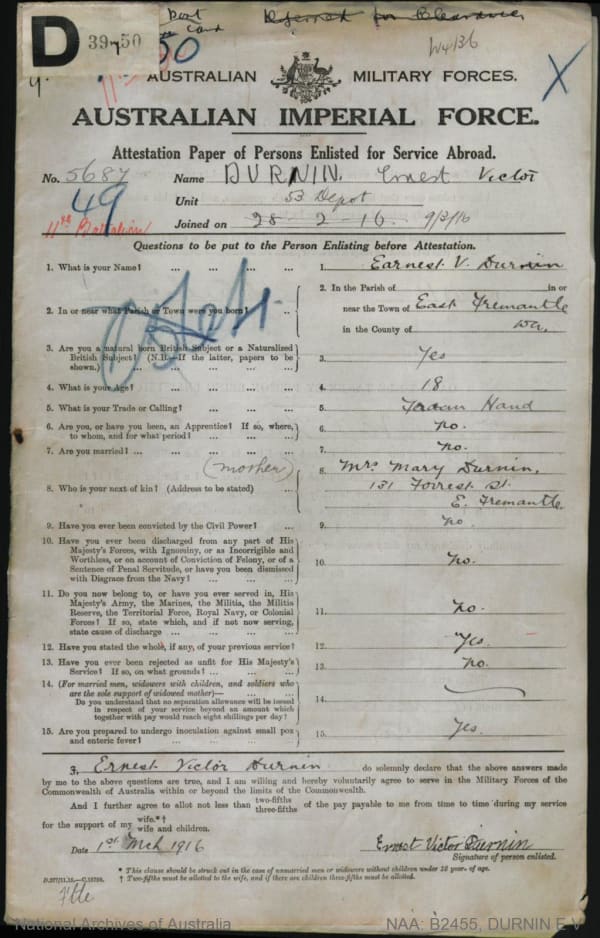 D 39-50
Post
Card
Referred for Clearance
W4136
50
X
AUSTRALIAN MILITARY FORCES.
AUSTRALIAN IMPERIAL FORCE.
Attestation Paper of Persons Enlisted for Service Abroad.
No. 5687 Name DURNIN. Ernest Victor
49 Unit 53 Depot
11th Battalion Joined on 28-2-16 9/3/16
Questions to be put to the Person Enlisting before Attestation.
1. What is your Name? ... ... ... ... 1. Earnest V. Durnin
2. In or near what Parish or Town were you born? .. 2. In the Parish of in or
near the Town of East Fremantle
in the County of WA.
3. Are you a natural born British Subject or a Naturalized
British Subject? (N.B.—If the latter, papers to be
shown.) ... ... ... ... 3. Yes
4. What is your Age? ... ... ... ... 4. 18
5. What is your Trade or Calling? ... ... ... 5. Hand
6. Are you, or have you been, an Apprentice? If so, where,
to whom, and for what period? ... ... ... 6. no.
7. Are you married? ... ... ... ... 7. no.
(mother) 8. Mrs Mary Durnin,
8. Who is your next of kin? (Address to be stated) ... 131 Forrest St.
E. Fremantle
9. Have you ever been convicted by the Civil Power? ... 9. no
10. Have you ever been discharged from any part of His
Majesty's Forces, with Ignominy, or as Incorrigible and
Worthless, or on account of Conviction of Felony, or of a
Sentence of Penal Servitude, or have you been dismissed
with Disgrace from the Navy? ... ... ... 10. no.
11. Do you now belong to, or have you ever served in, His
Majesty's Army, the Marines, the Militia, the Militia
Reserve, the Territorial Force, Royal Navy, or Colonial
Forces? If so, state which, and if not now serving,
state cause of discharge ... ... ... ... 11. no.
12. Have you stated the whole, if any, of your previous service? 12. Yes.
13. Have you ever been rejected as unfit for His Majesty's
Service? If so, on what grounds? ... ... ... 13. no.
14. (For married men, widowers with children, and soldiers who
are the sole support of widowed mother)— ... ...
Do you understand that no separation allowance will be issued
in respect of your service beyond an amount which
together with pay would reach eight shillings per day? 14.
15. Are you prepared to undergo inoculation against small pox
and enteric fever? ... ... ... ... 15. Yes.
I, Ernest Victor Durnin do solemnly declare that the above answers made
by me to the above questions are true, and I am willing and hereby voluntarily agree to serve in the Military Forces of the
Commonwealth of Australia within or beyond the limits of the Commonwealth.
And I further agree to allot not less than two-fifths three-fifths of the pay payable to me from time to time during my service
for the support of my wife.*† wife and children.
Date 1st Mch 1916 Ernest Victor Durnin
Signature of person enlisted.
* This clause should be struck out in the case of unmarried men or widowers without children under 18 years of age.
† Two-fifths must be allotted to the wife, and if there are children three-fifths must be allotted.
File
National Archives of Australia NAA: B2455, DURNIN E V